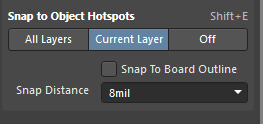 Snap to Object Hotspots Shift+E
All Layers Current Layer Off
Snap To Board Outline
Snap Distance 8mil